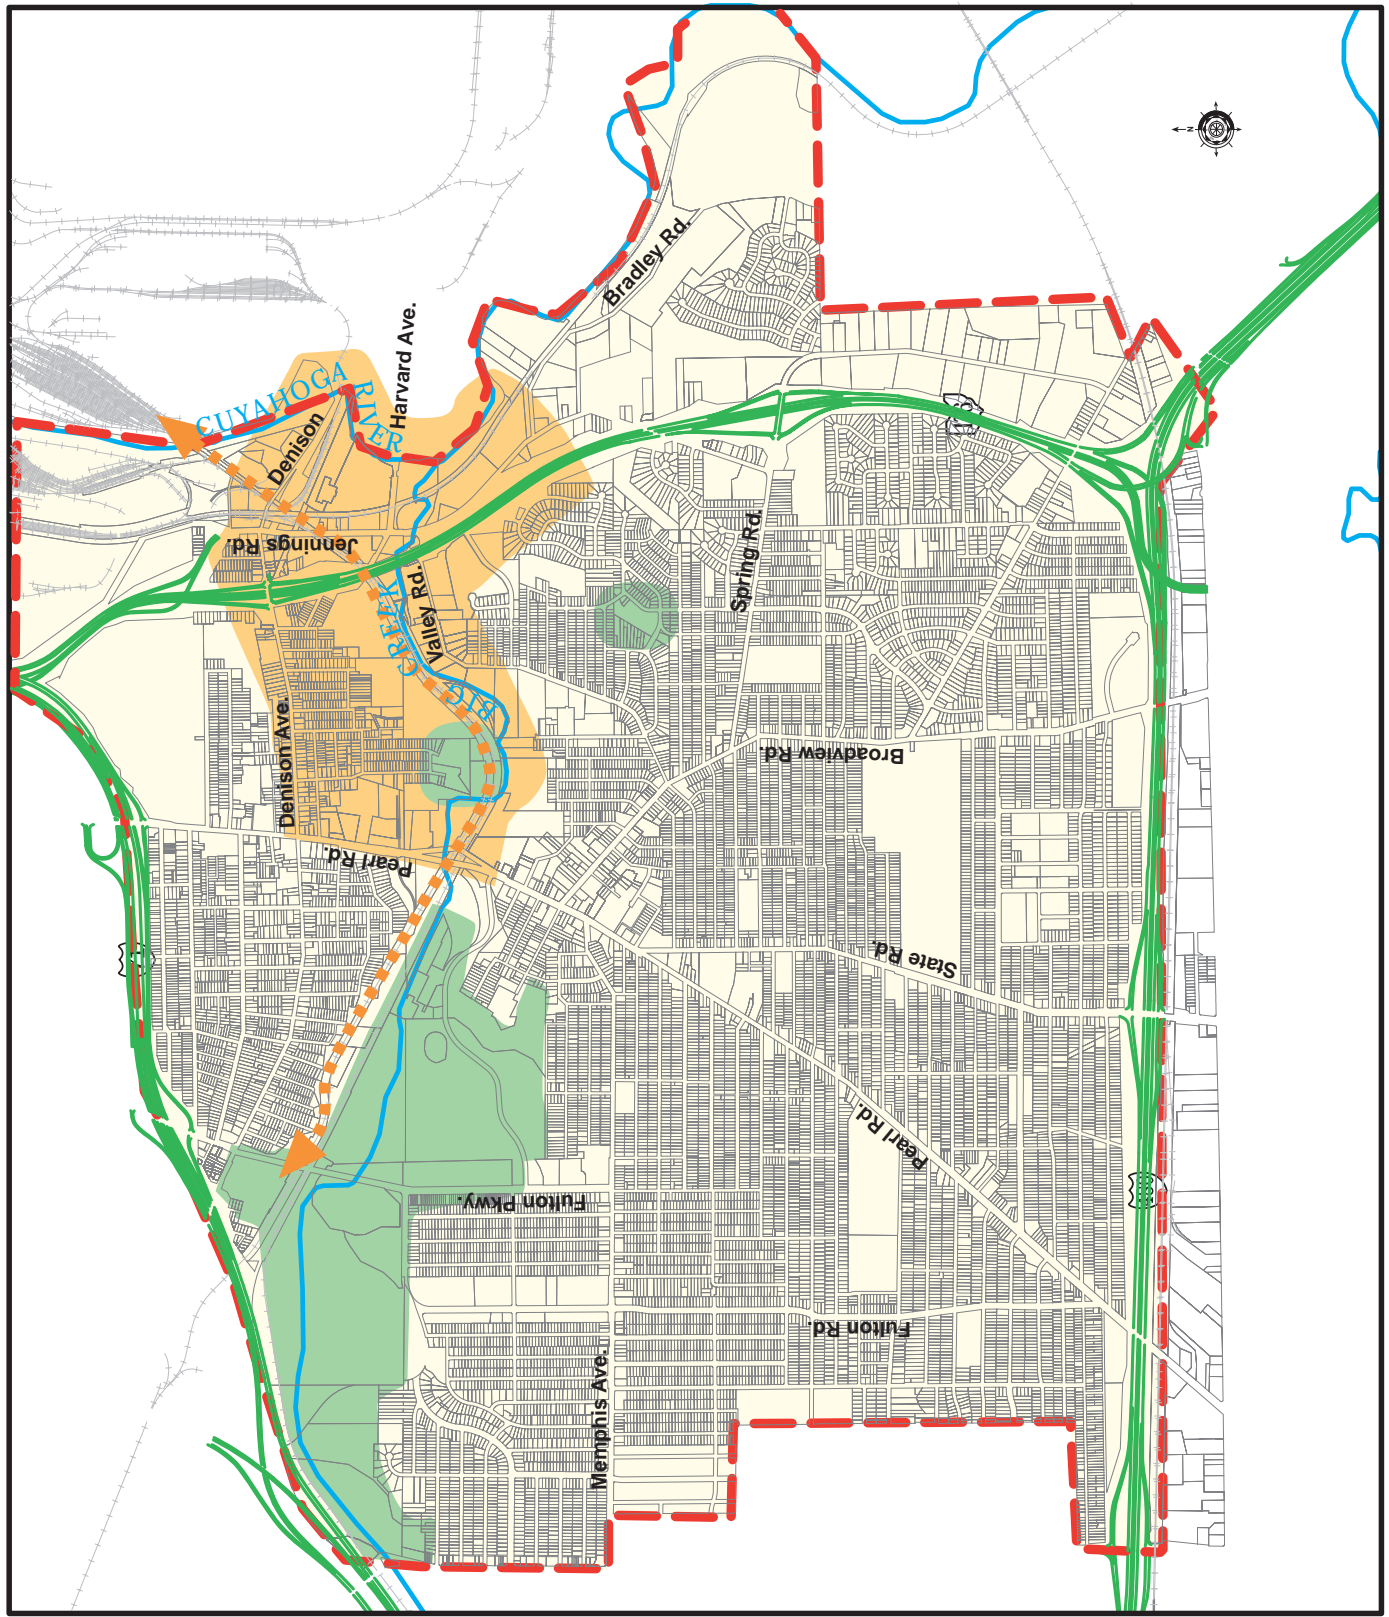 N
Bradley Rd.
Harvard Ave.
CUYAHOGA
RIVER
Denison
Jennings Rd.
Spring Rd.
Valley Rd.
BIG CREEK
Denison Ave.
Broadview Rd.
Pearl Rd.
State Rd.
Pearl Rd.
Fulton Pkwy.
Fulton Rd.
Memphis Ave.